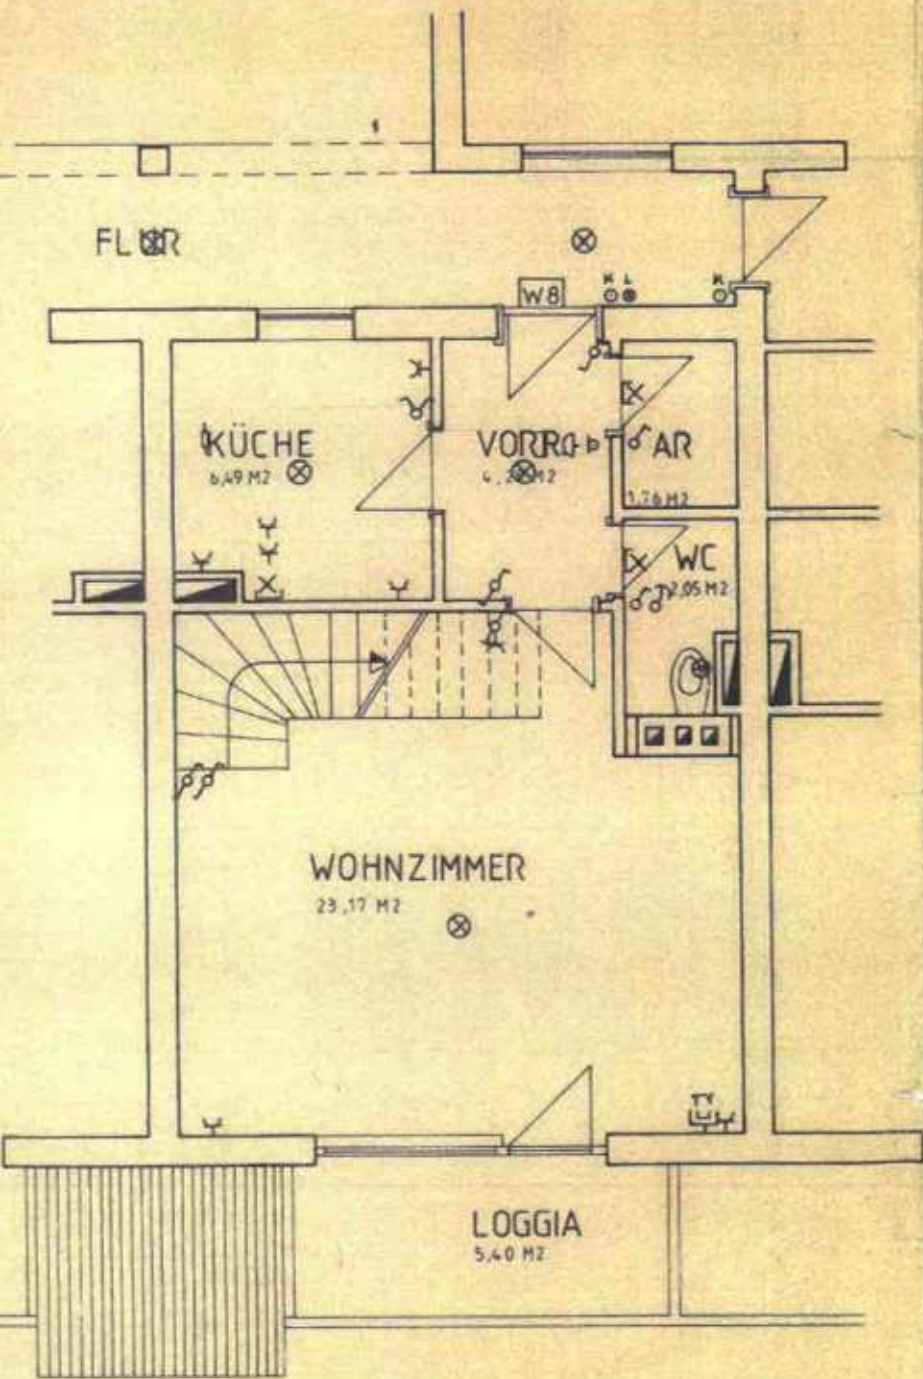 FLUR
K L K
W8
KÜCHE
6,49 M2
VORR
AR
1,76 M2
WC
2,05 M2
WOHNZIMMER
23,17 M2
LOGGIA
5,40 M2